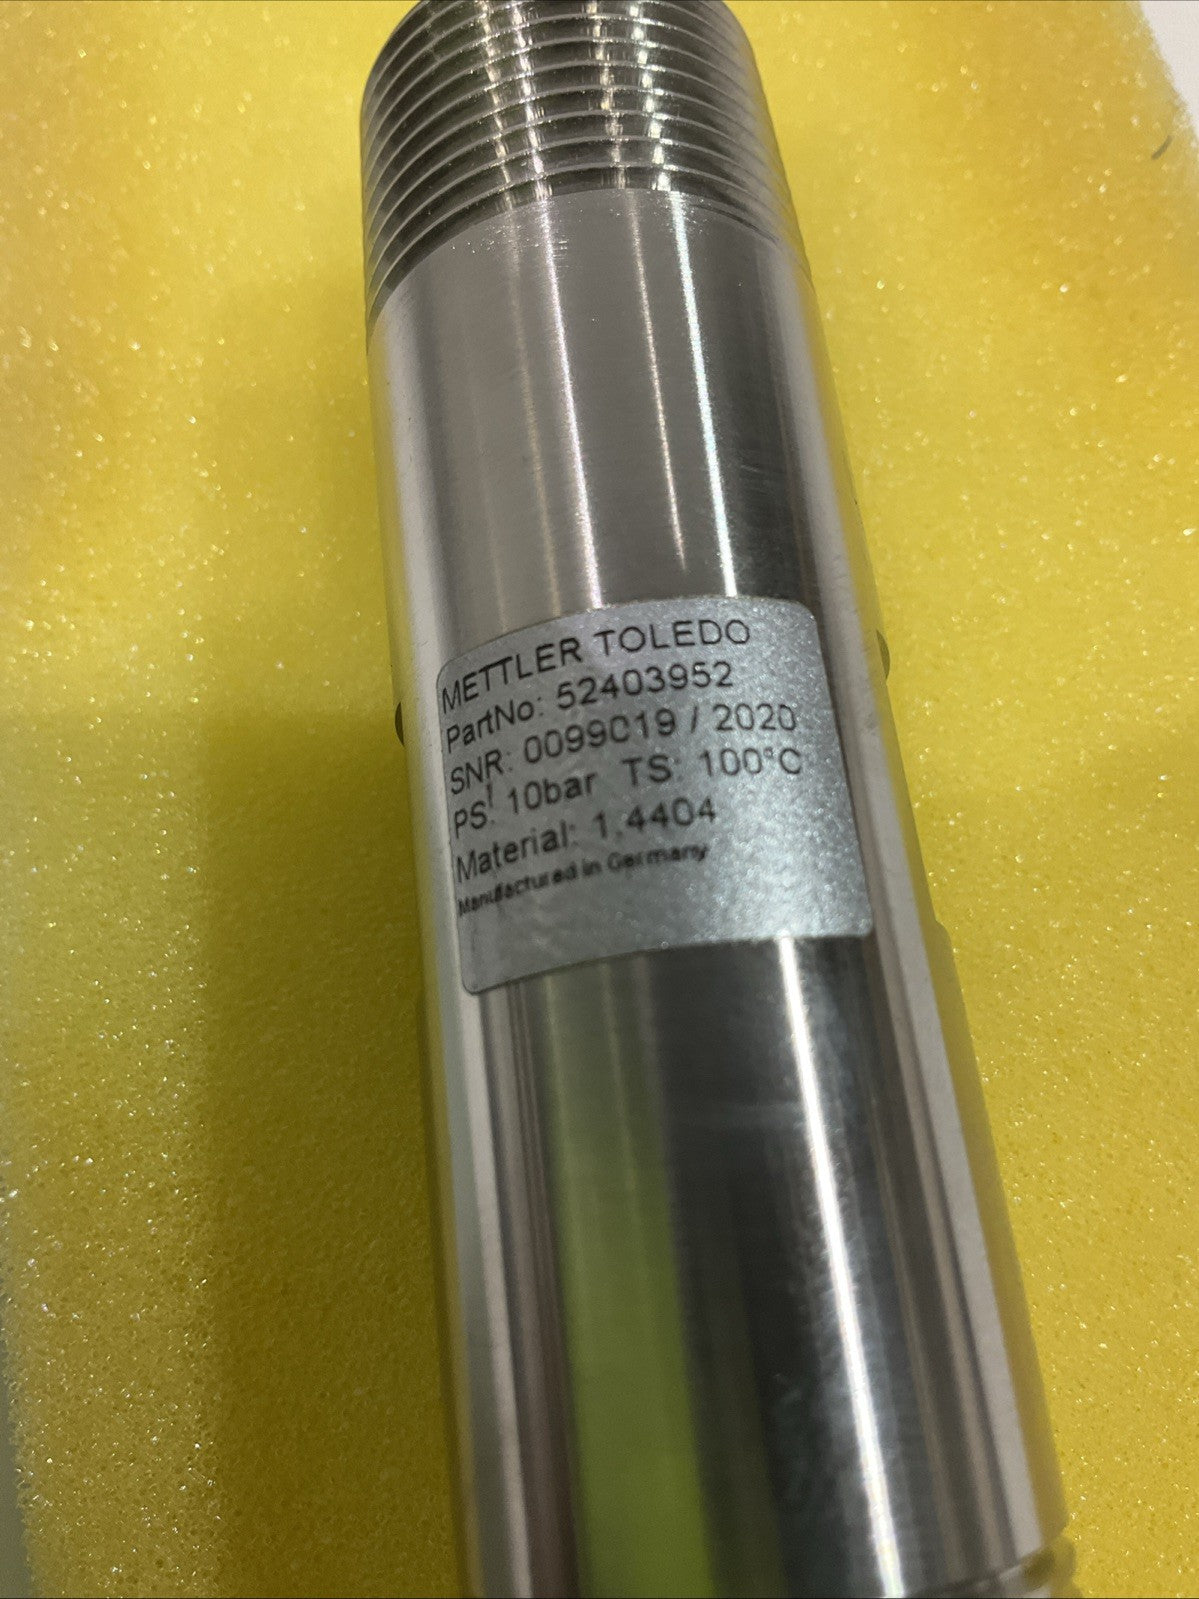 METTLER TOLEDO
PartNo: 52403952
SNR: 0099019 / 2020
PS: 10bar TS: 100°C
Material: 1.4404
Manufactured in Germany